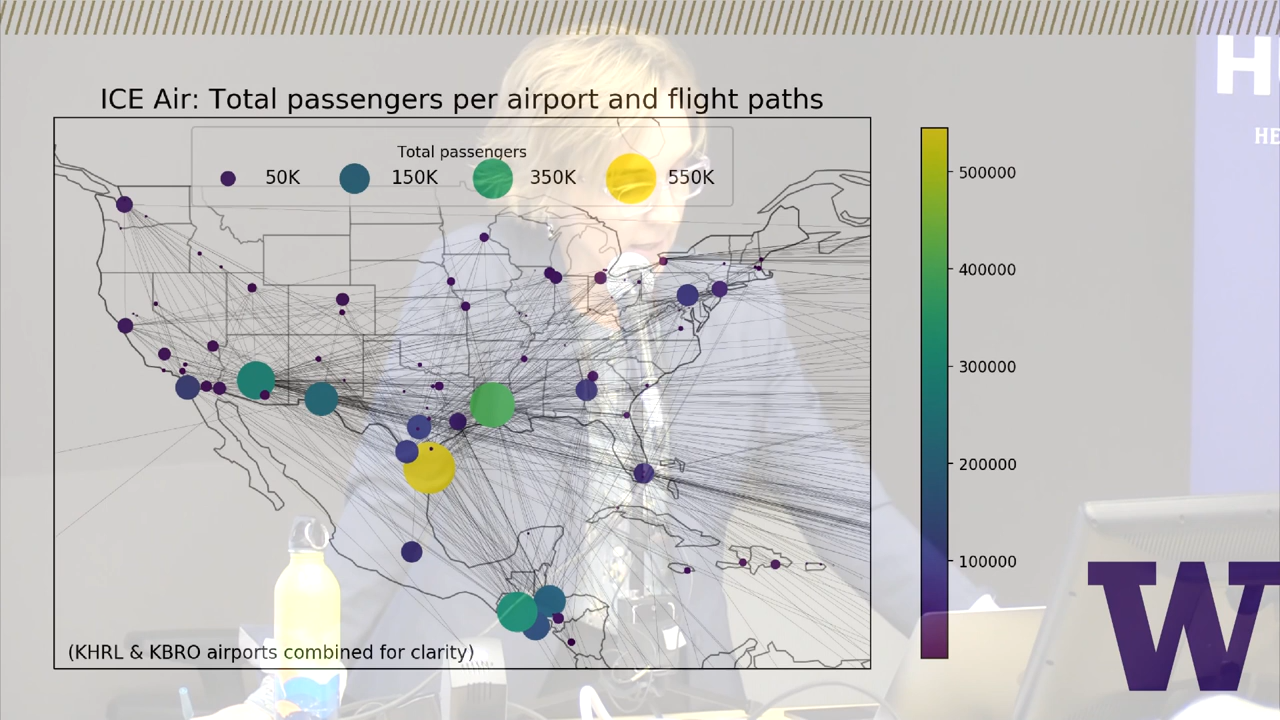 ICE Air: Total passengers per airport and flight paths
Total passengers
50K 150K 350K 550K
500000
400000
300000
200000
100000
(KHRL & KBRO airports combined for clarity)
W
HE